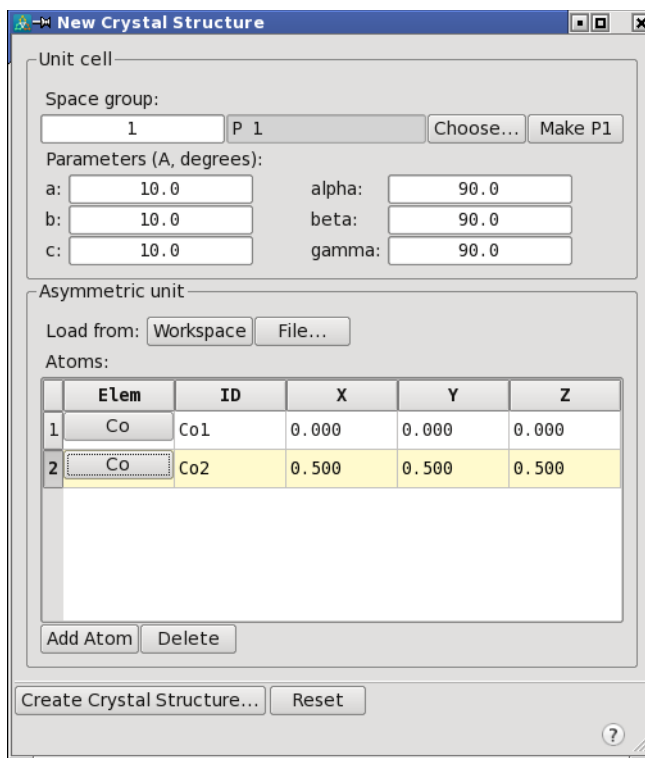 New Crystal Structure
Unit cell
Space group:
1 P 1 Choose... Make P1
Parameters (A, degrees):
a: 10.0 alpha: 90.0
b: 10.0 beta: 90.0
c: 10.0 gamma: 90.0
Asymmetric unit
Load from: Workspace File...
Atoms:
Elem ID X Y Z
1 Co Co1 0.000 0.000 0.000
2 Co Co2 0.500 0.500 0.500
Add Atom Delete
Create Crystal Structure... Reset
?